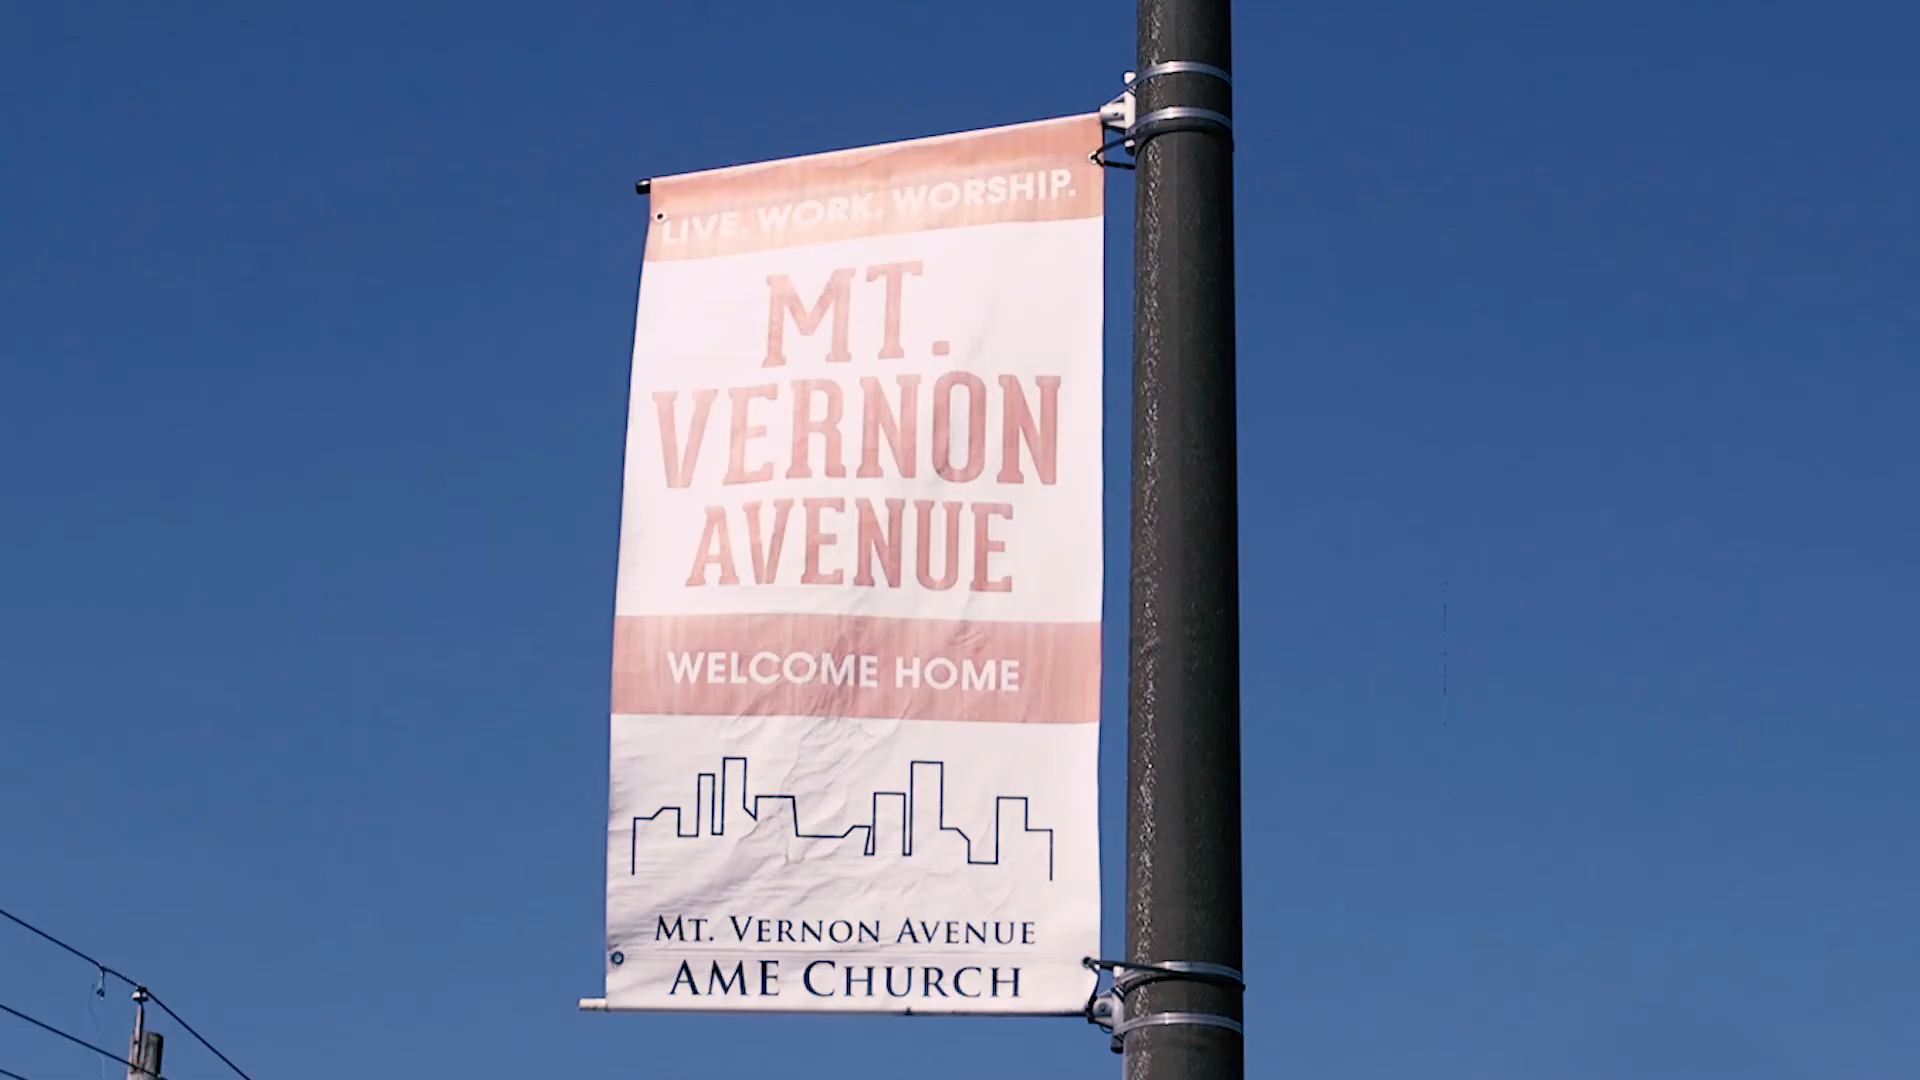 LIVE. WORK. WORSHIP.
MT.
VERNON
AVENUE
WELCOME HOME
MT. VERNON AVENUE
AME CHURCH